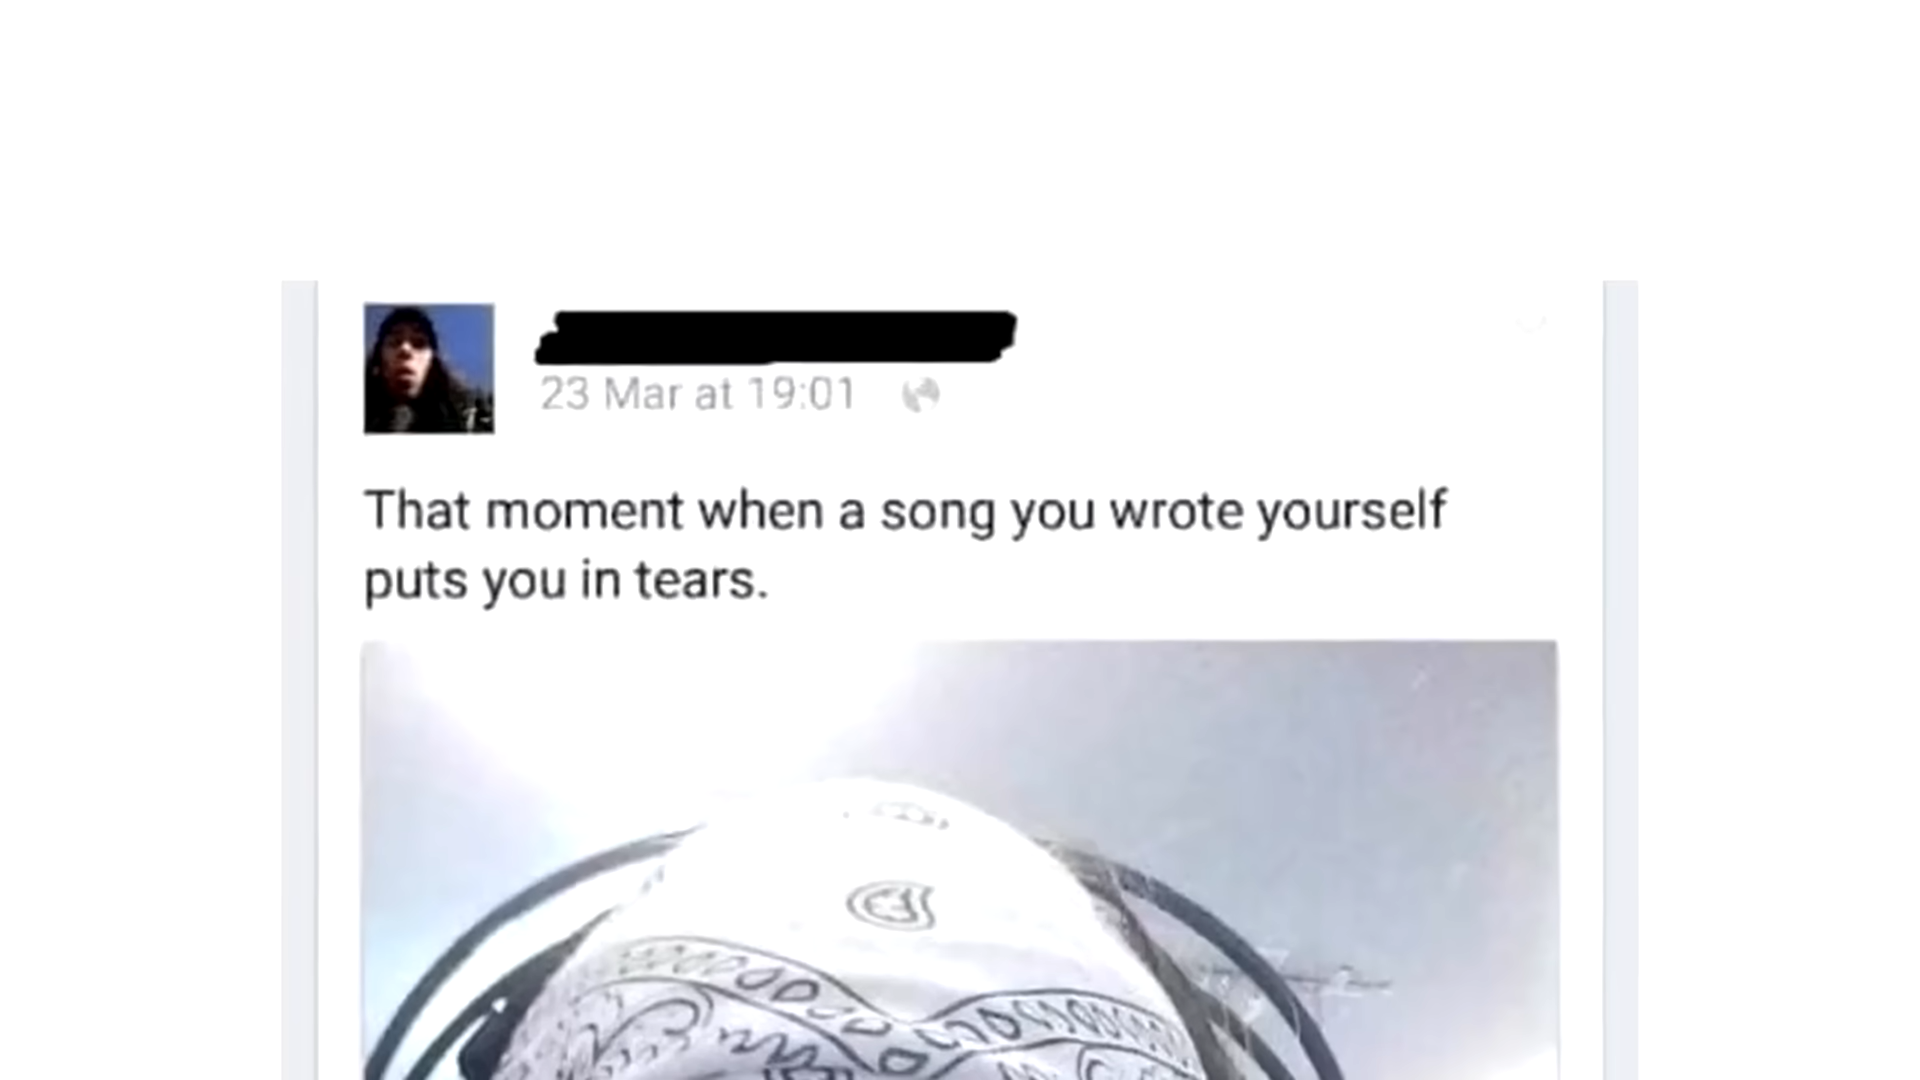 23 Mar at 19:01
That moment when a song you wrote yourself
puts you in tears.